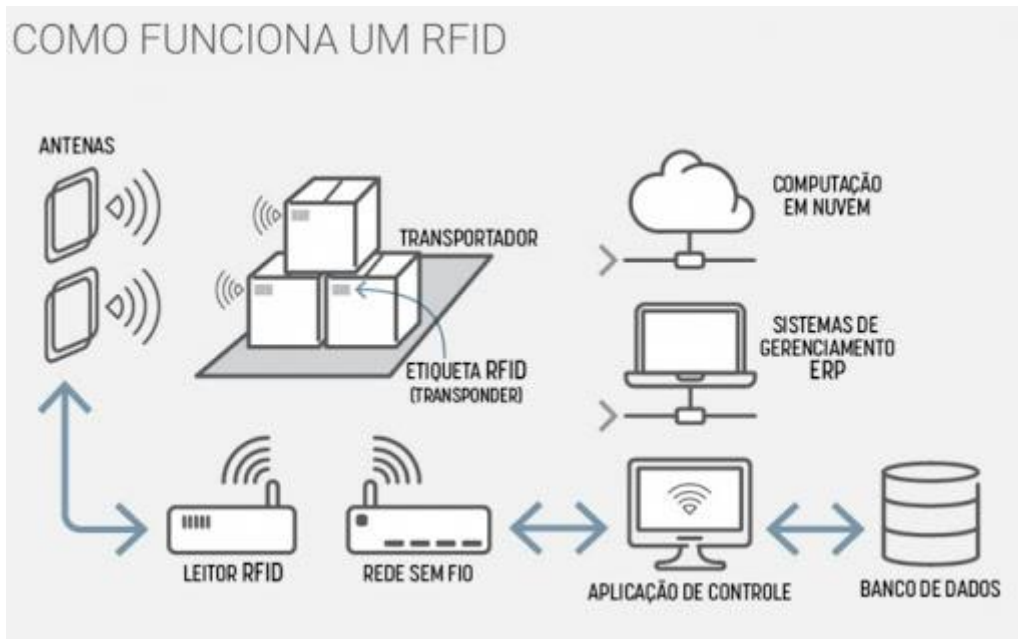 COMO FUNCIONA UM RFID
ANTENAS
TRANSPORTADOR
ETIQUETA RFID
(TRANSPONDER)
COMPUTAÇÃO
EM NUVEM
SISTEMAS DE
GERENCIAMENTO
ERP
LEITOR RFID
REDE SEM FIO
APLICAÇÃO DE CONTROLE
BANCO DE DADOS